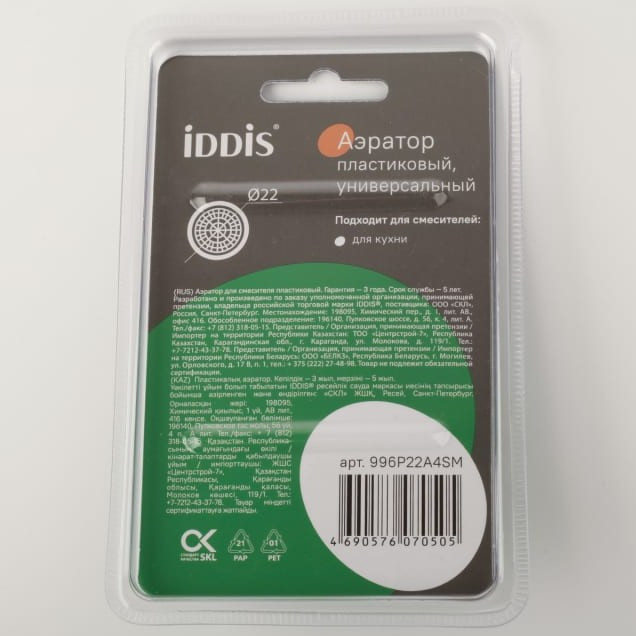 iDDiS®
Аэратор
пластиковый,
универсальный
Ø22
Подходит для смесителей:
для кухни
(RUS) Аэратор для смесителя пластиковый. Гарантия – 3 года. Срок службы – 5 лет.
Разработано и произведено по заказу уполномоченной организации, принимающей
претензии, владельца российской торговой марки IDDIS®, поставщика: ООО «СКЛ»,
Россия, Санкт-Петербург. Местонахождение: 198095, Химический пер., д. 1, лит. АВ.,
офис 416. Обособленное подразделение: 196140, Пулковское шоссе, д. 56, к. 4, лит. А.
Тел./факс: +7 (812) 318-05-15. Представитель / Организация, принимающая претензии /
Импортер на территории Республики Казахстан: ТОО «Центрстрой-7», Республика
Казахстан, Карагандинская обл., г. Караганда, ул. Молокова, д. 119/1. Тел.:
+7-7212-43-37-78. Представитель / Организация, принимающая претензии / Импортер
на территории Республики Беларусь: ООО «БЕЛКЗ», Республика Беларусь, г. Могилев,
ул. Орловского, д. 17 В, п. 1, тел.: + 375 (222) 27-48-98. Товар не подлежит обязательной
сертификации.
(KAZ) Пластикалық аэратор. Кепілдік – 3 жыл, мерзімі – 5 жыл.
Уәкілетті ұйым болып табылатын IDDIS® ресейлік сауда маркасы иесінің тапсырысы
бойынша әзірленген және өндірілген: «СКЛ» ЖШҚ, Ресей, Санкт-Петербург.
Орналасқан жері: 198095,
Химический қиылыс, 1 үй, АВ лит.,
416 кеңсе. Оқшауланған бөлімше:
196140, Пулковское тас жолы, 56 үй,
4 п., А лит. Тел./факс: + 7 (812)
318-05-15 Қазақстан Республика-
сының аумағындағы өкілі /
кінәрат-талаптарды қабылдаушы
ұйым / импорттаушы: ЖШС
«Центрстрой-7», Қазақстан
Республикасы, Қарағанды
облысы, Қарағанды қаласы,
Молоков көшесі, 119/1. Тел.:
+7-7212-43-37-78. Тауар міндетті
сертификаттауға жатпайды.
арт. 996P22A4SM
4 690576 070505
СТАНДАРТ
КАЧЕСТВА
SKL
21
PAP
01
PET